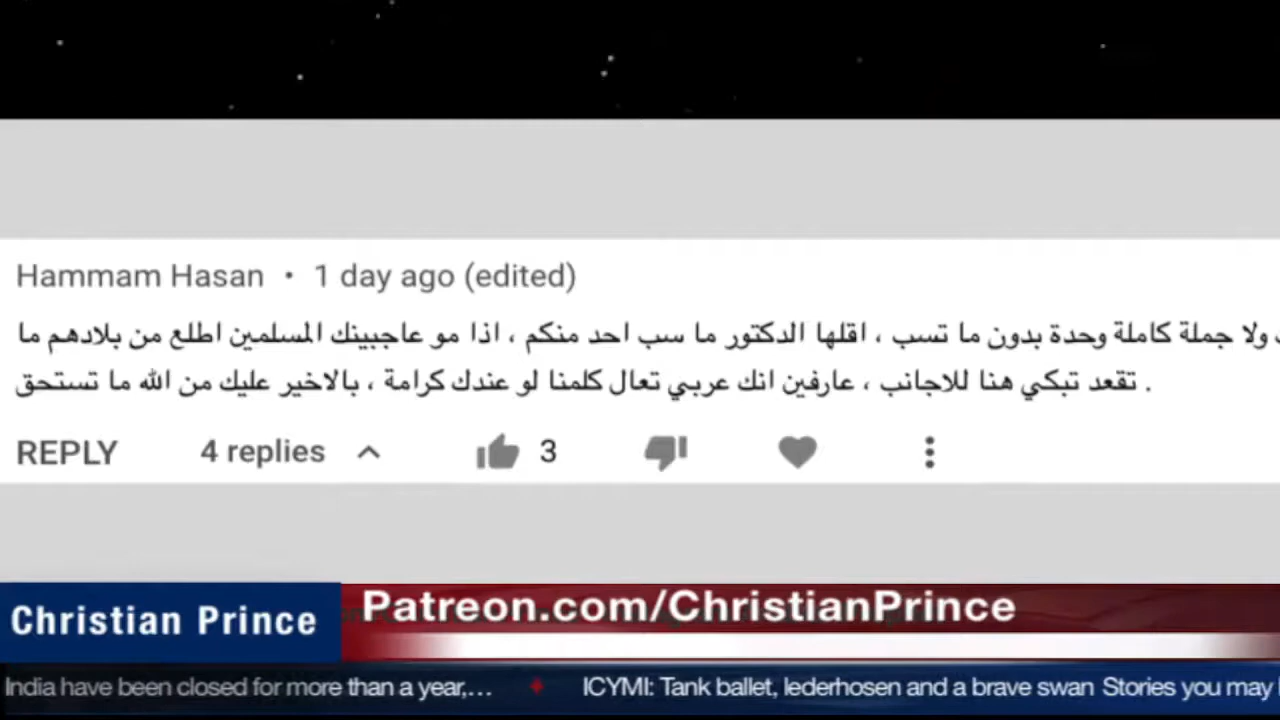 Hammam Hasan • 1 day ago (edited)
ولا جملة كاملة وحدة بدون ما تسب ، اقلها الدكتور ما سب احد منكم ، اذا مو عاجبينك المسلمين اطلع من بلادهم ما
تقعد تبكي هنا للاجانب ، عارفين انك عربي تعال كلمنا لو عندك كرامة ، بالاخير عليك من الله ما تستحق .
REPLY 4 replies 3
Patreon.com/ChristianPrince
Christian Prince
India have been closed for more than a year,... ICYMI: Tank ballet, lederhosen and a brave swan Stories you may